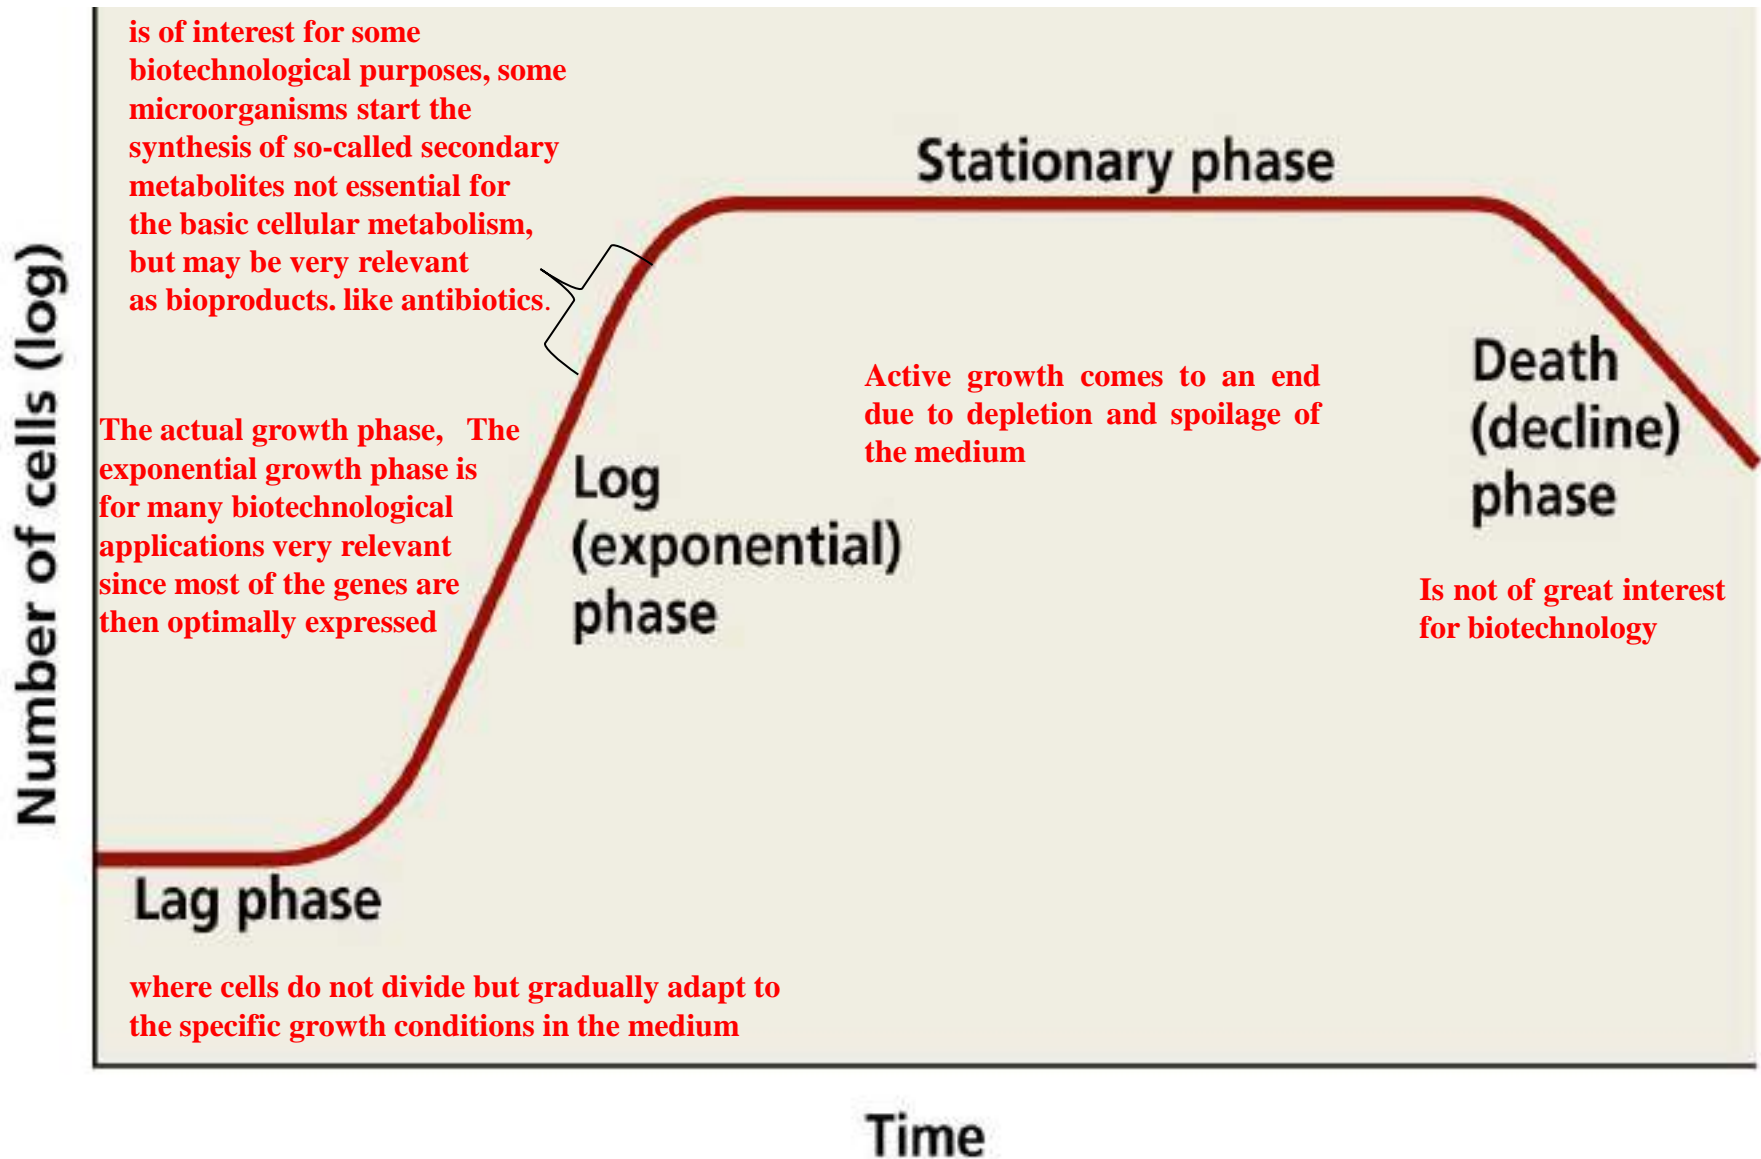 is of interest for some
biotechnological purposes, some
microorganisms start the
synthesis of so-called secondary
metabolites not essential for
the basic cellular metabolism,
but may be very relevant
as bioproducts. like antibiotics.
Stationary phase
Number of cells (log)
Active growth comes to an end
due to depletion and spoilage of
the medium
Death
(decline)
phase
The actual growth phase, The
exponential growth phase is
for many biotechnological
applications very relevant
since most of the genes are
then optimally expressed
Log
(exponential)
phase
Is not of great interest
for biotechnology
Lag phase
where cells do not divide but gradually adapt to
the specific growth conditions in the medium
Time